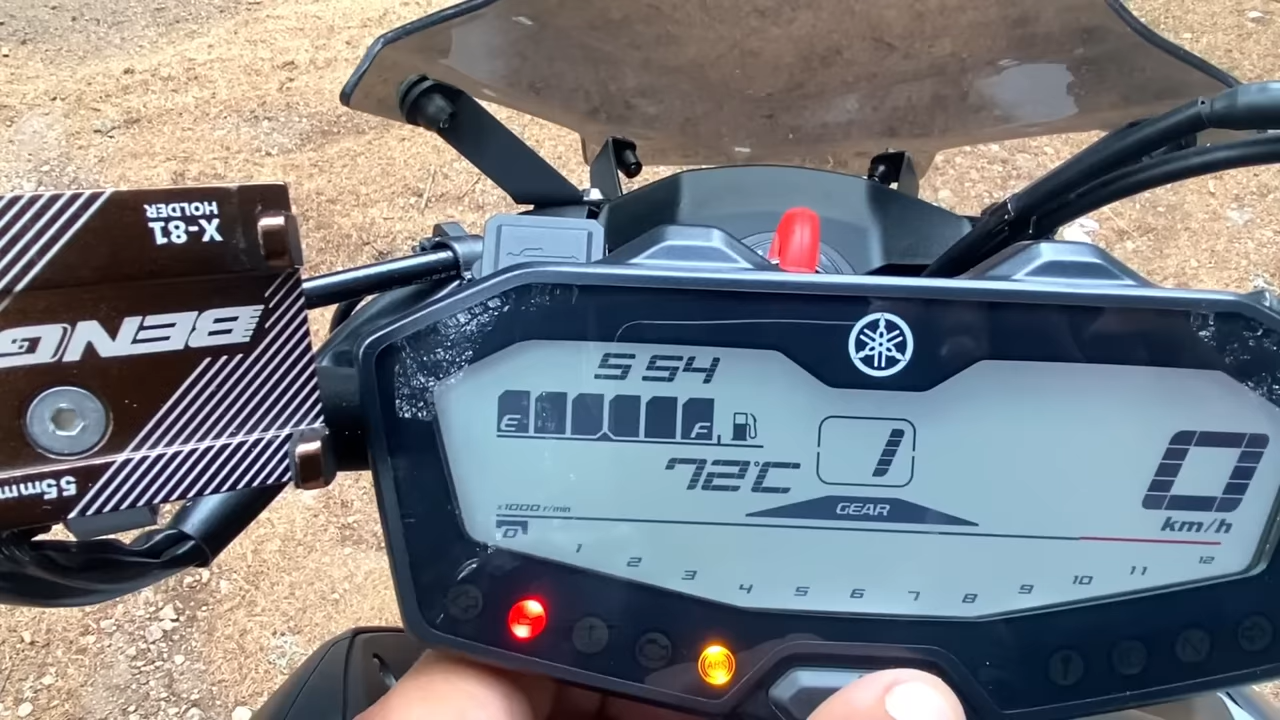 X-81
HOLDER
BENG
55mm
5 54
E F
72°C
1
GEAR
0
km/h
x1000 r/min
0 1 2 3 4 5 6 7 8 9 10 11 12
ABS